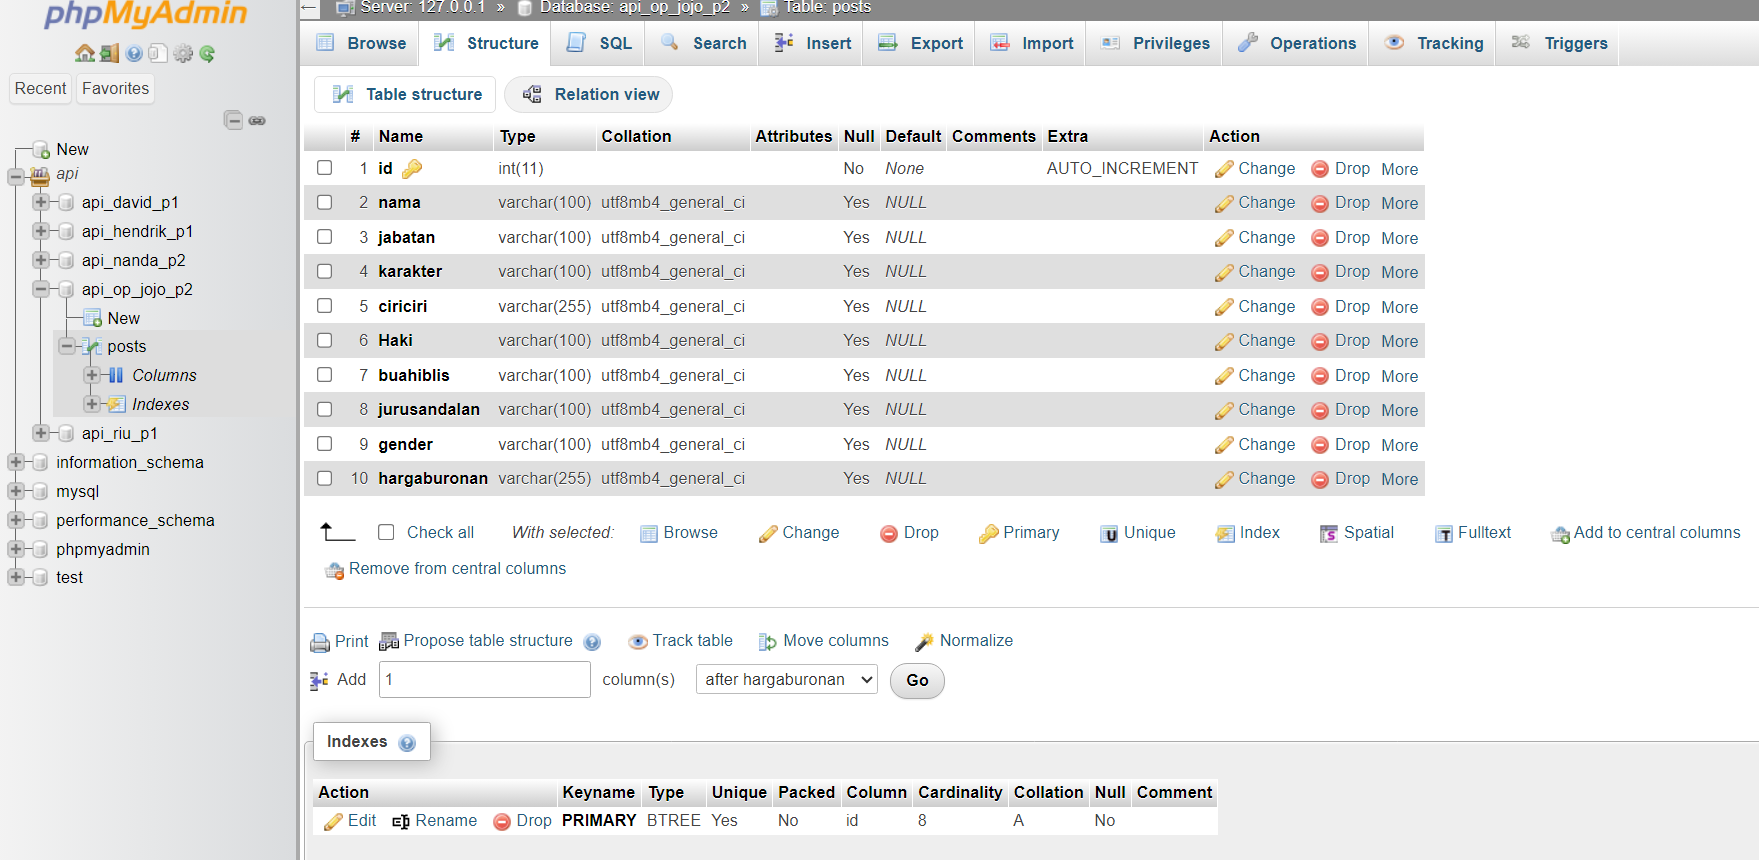 phpMyAdmin
Recent Favorites
New
api
api_david_p1
api_hendrik_p1
api_nanda_p2
api_op_jojo_p2
New
posts
Columns
Indexes
api_riu_p1
information_schema
mysql
performance_schema
phpmyadmin
test
Server: 127.0.0.1 » Database: api_op_jojo_p2 » Table: posts
Browse Structure SQL Search Insert Export Import Privileges Operations Tracking Triggers
Table structure Relation view
# Name Type Collation Attributes Null Default Comments Extra Action
1 id int(11) No None AUTO_INCREMENT Change Drop More
2 nama varchar(100) utf8mb4_general_ci Yes NULL Change Drop More
3 jabatan varchar(100) utf8mb4_general_ci Yes NULL Change Drop More
4 karakter varchar(100) utf8mb4_general_ci Yes NULL Change Drop More
5 ciriciri varchar(255) utf8mb4_general_ci Yes NULL Change Drop More
6 Haki varchar(100) utf8mb4_general_ci Yes NULL Change Drop More
7 buahiblis varchar(100) utf8mb4_general_ci Yes NULL Change Drop More
8 jurusandalan varchar(100) utf8mb4_general_ci Yes NULL Change Drop More
9 gender varchar(100) utf8mb4_general_ci Yes NULL Change Drop More
10 hargaburonan varchar(255) utf8mb4_general_ci Yes NULL Change Drop More
Check all With selected: Browse Change Drop Primary Unique Index Spatial Fulltext Add to central columns
Remove from central columns
Print Propose table structure Track table Move columns Normalize
Add 1 column(s) after hargaburonan Go
Indexes
Action Keyname Type Unique Packed Column Cardinality Collation Null Comment
Edit Rename Drop PRIMARY BTREE Yes No id 8 A No